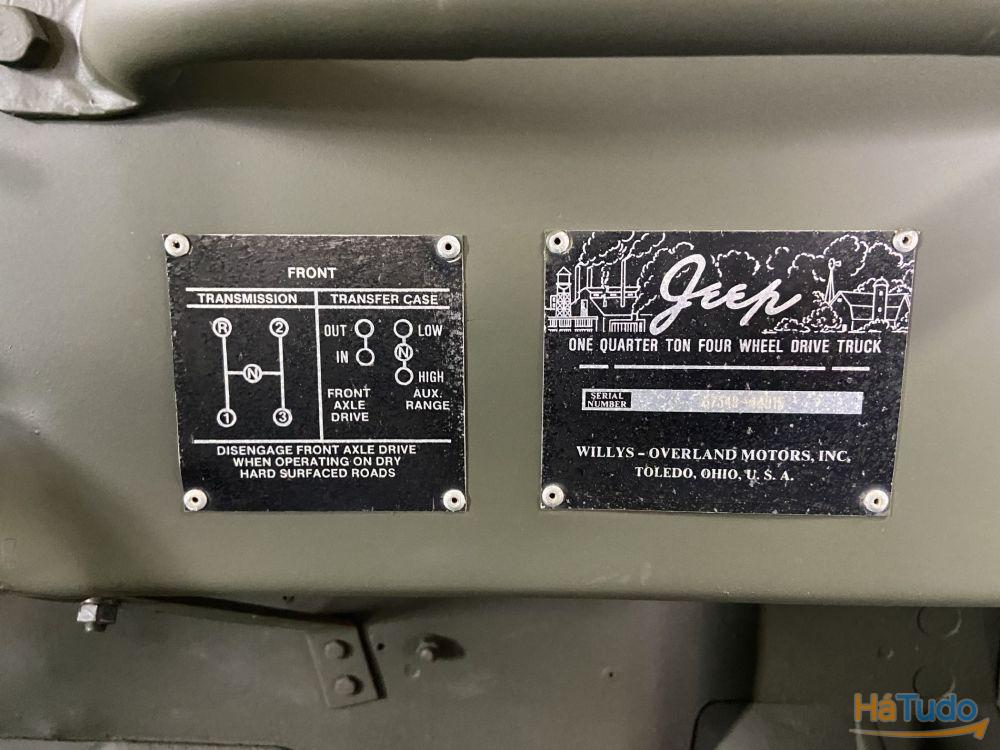 FRONT
TRANSMISSION TRANSFER CASE
R 2 OUT LOW
N IN N
HIGH
1 3 FRONT AXLE DRIVE AUX. RANGE
DISENGAGE FRONT AXLE DRIVE
WHEN OPERATING ON DRY
HARD SURFACED ROADS
Jeep
ONE QUARTER TON FOUR WHEEL DRIVE TRUCK
SERIAL
NUMBER
WILLYS - OVERLAND MOTORS, INC.
TOLEDO, OHIO, U. S. A.
HáTudo